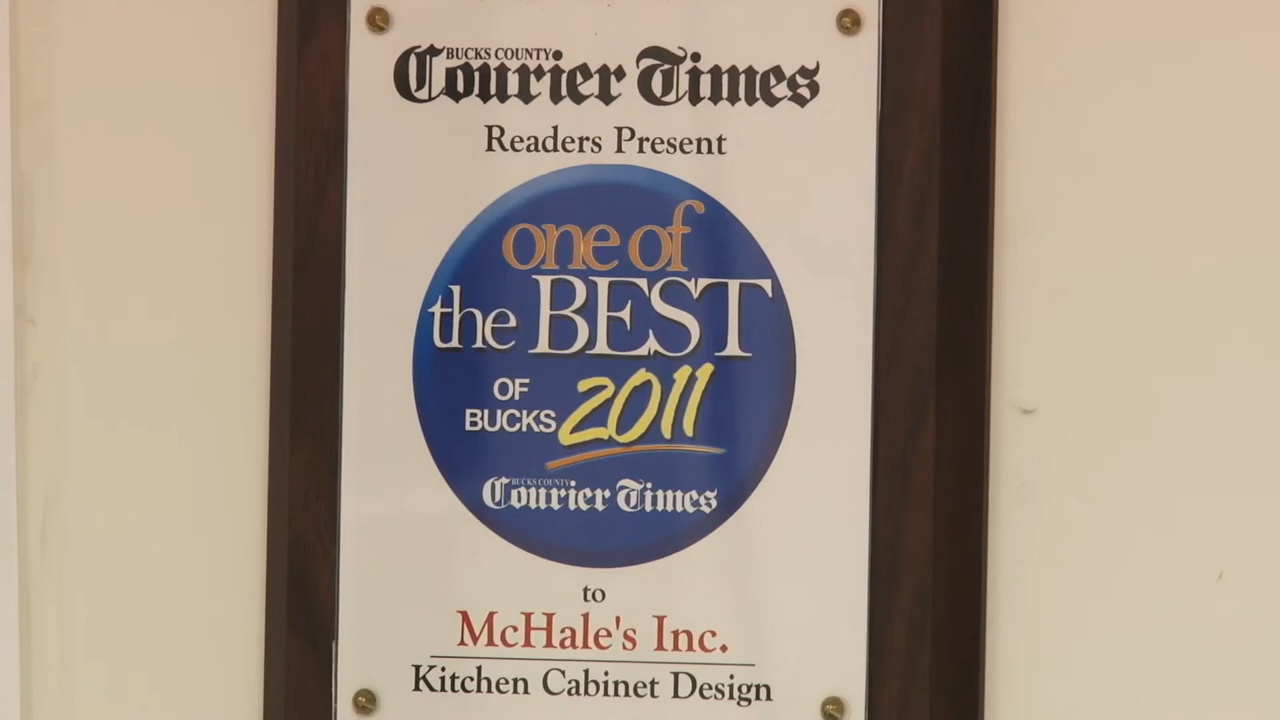 BUCKS COUNTY
Courier Times
Readers Present
one of
the BEST
OF
BUCKS 2011
BUCKS COUNTY
Courier Times
to
McHale's Inc.
Kitchen Cabinet Design